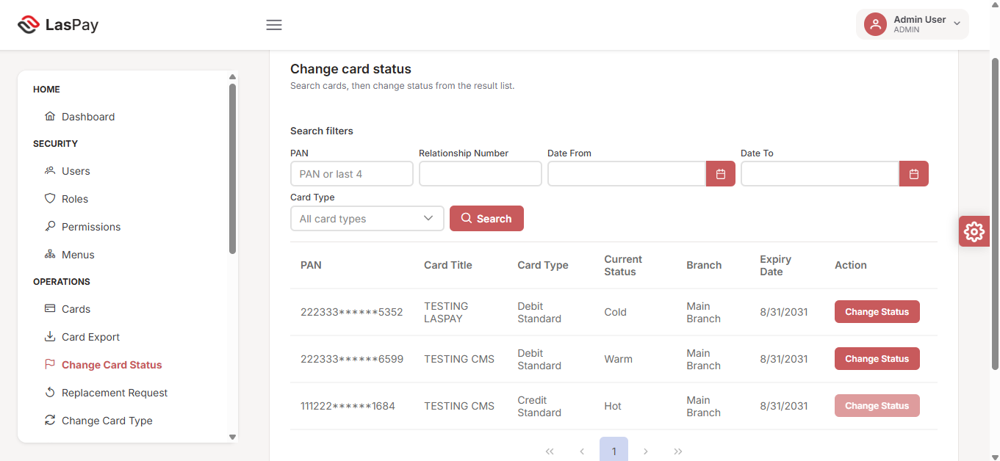 LasPay
Admin User
ADMIN
HOME
Dashboard
SECURITY
Users
Roles
Permissions
Menus
OPERATIONS
Cards
Card Export
Change Card Status
Replacement Request
Change Card Type
Change card status
Search cards, then change status from the result list.
Search filters
PAN Relationship Number Date From Date To
PAN or last 4
Card Type
All card types Search
PAN Card Title Card Type Current Status Branch Expiry Date Action
222333******5352 TESTING LASPAY Debit Standard Cold Main Branch 8/31/2031 Change Status
222333******6599 TESTING CMS Debit Standard Warm Main Branch 8/31/2031 Change Status
111222******1684 TESTING CMS Credit Standard Hot Main Branch 8/31/2031 Change Status
1